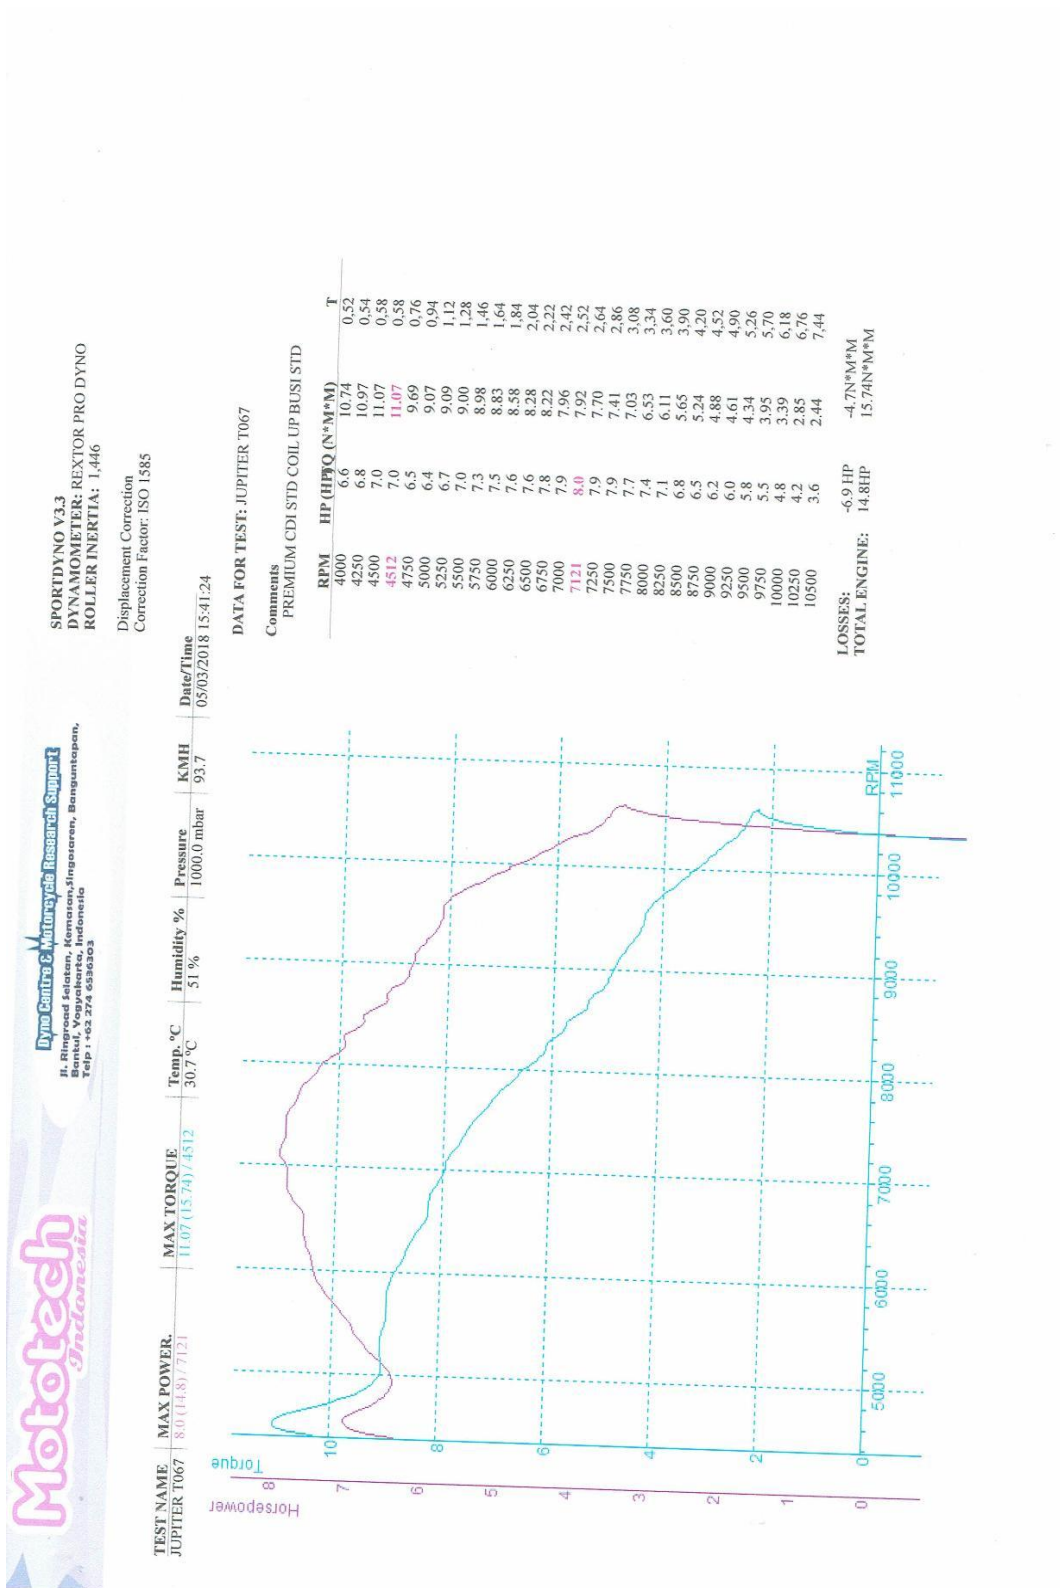 Mototech
Indonesia
Dyno Centre & Motorcycle Research Support
Jl. Ringroad Selatan, Kemasan,Singosaren, Banguntapan,
Bantul, Yogyakarta, Indonesia
Telp : +62 274 6536303
SPORTDYNO V3.3
DYNAMOMETER: REXTOR PRO DYNO
ROLLER INERTIA: 1,446
Displacement Correction
Correction Factor: ISO 1585
TEST NAME MAX POWER. MAX TORQUE Temp. ºC Humidity % Pressure KMH Date/Time
JUPITER T067 8.0 (14.8) / 7121 11.07 (15.74) / 4512 30.7 ºC 51 % 1000.0 mbar 93.7 05/03/2018 15:41:24
DATA FOR TEST: JUPITER T067
Comments
PREMIUM CDI STD COIL UP BUSI STD
RPM HP (HP)TQ (N*M*M) T
4000 6.6 10.74 0,52
4250 6.8 10.97 0,54
4500 7.0 11.07 0,58
4512 7.0 11.07 0,58
4750 6.5 9.69 0,76
5000 6.4 9.07 0,94
5250 6.7 9.09 1,12
5500 7.0 9.00 1,28
5750 7.3 8.98 1,46
6000 7.5 8.83 1,64
6250 7.6 8.58 1,84
6500 7.6 8.28 2,04
6750 7.8 8.22 2,22
7000 7.9 7.96 2,42
7121 8.0 7.92 2,52
7250 7.9 7.70 2,64
7500 7.9 7.41 2,86
7750 7.7 7.03 3,08
8000 7.4 6.53 3,34
8250 7.1 6.11 3,60
8500 6.8 5.65 3,90
8750 6.5 5.24 4,20
9000 6.2 4.88 4,52
9250 6.0 4.61 4,90
9500 5.8 4.34 5,26
9750 5.5 3.95 5,70
10000 4.8 3.39 6,18
10250 4.2 2.85 6,76
10500 3.6 2.44 7,44
LOSSES: -6.9 HP -4.7N*M*M
TOTAL ENGINE: 14.8HP 15.74N*M*M
Horsepower
8
7
6
5
4
3
2
1
0
Torque
10
8
6
4
2
0
5000 6000 7000 8000 9000 10000 11000
RPM